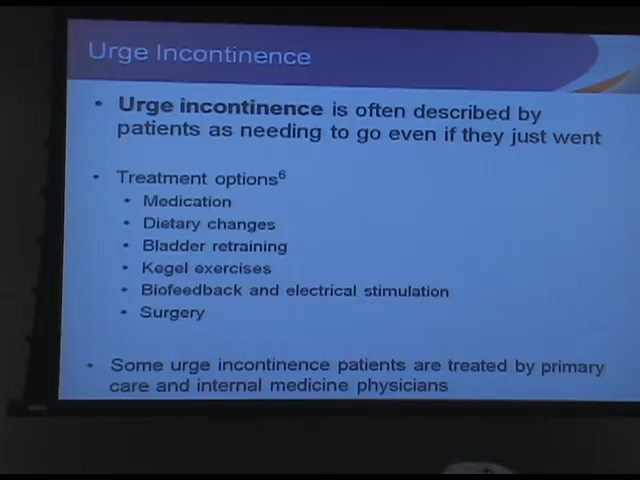 Urge Incontinence
• Urge incontinence is often described by
patients as needing to go even if they just went
• Treatment options⁶
• Medication
• Dietary changes
• Bladder retraining
• Kegel exercises
• Biofeedback and electrical stimulation
• Surgery
• Some urge incontinence patients are treated by primary
care and internal medicine physicians